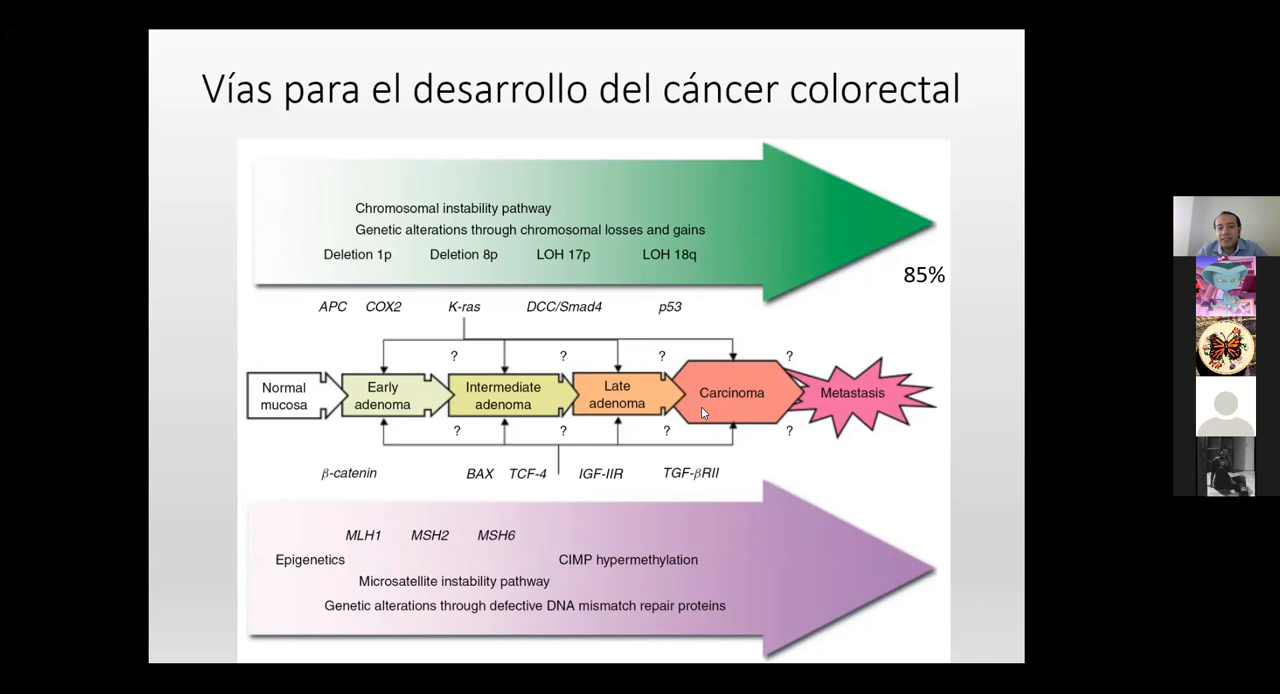 Vías para el desarrollo del cáncer colorectal
Chromosomal instability pathway
Genetic alterations through chromosomal losses and gains
Deletion 1p Deletion 8p LOH 17p LOH 18q
85%
APC COX2 K-ras DCC/Smad4 p53
? ? ? ?
Normal mucosa
Early adenoma
Intermediate adenoma
Late adenoma
Carcinoma
Metastasis
? ? ? ?
β-catenin BAX TCF-4 IGF-IIR TGF-βRII
MLH1 MSH2 MSH6
Epigenetics CIMP hypermethylation
Microsatellite instability pathway
Genetic alterations through defective DNA mismatch repair proteins